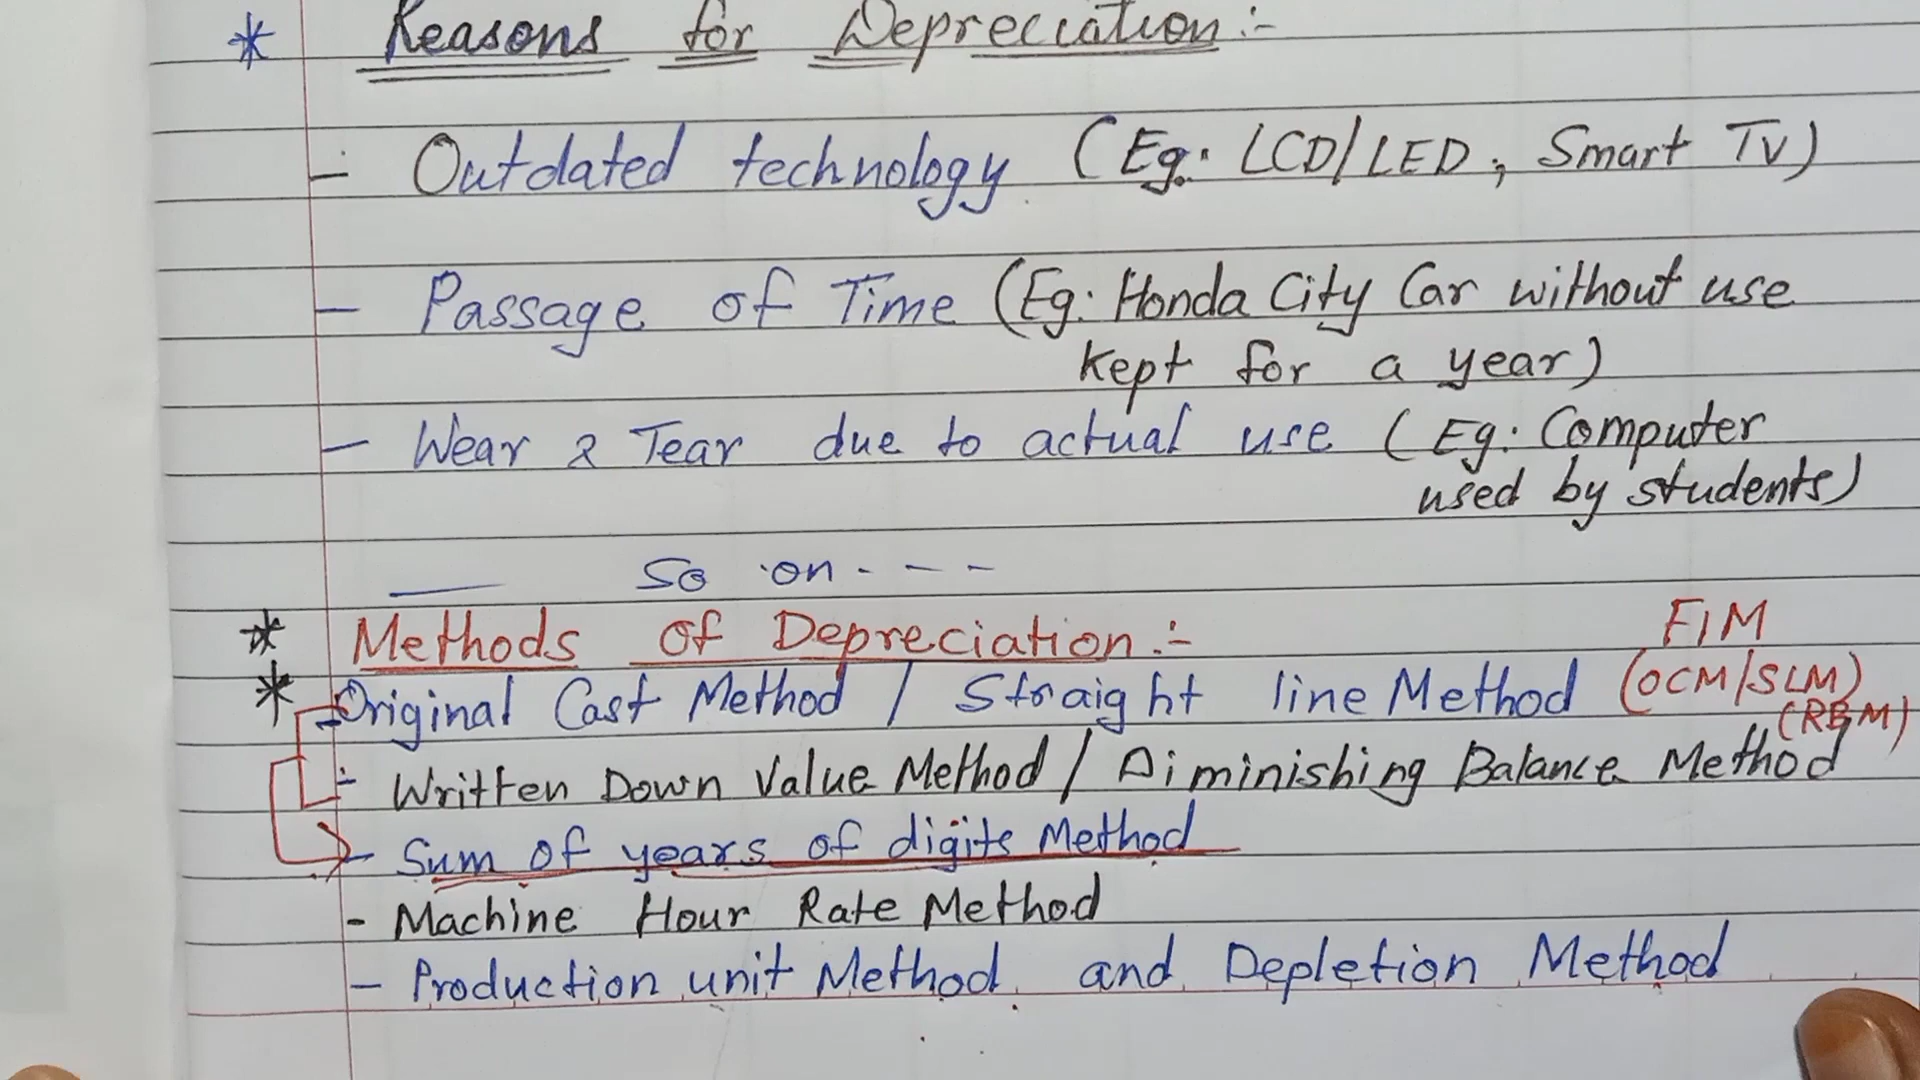 * Reasons for Depreciation :-
- Outdated technology (Eg: LCD/LED, Smart TV)
- Passage of Time (Eg: Honda City Car without use
kept for a year)
- Wear & Tear due to actual use (Eg: Computer
used by students)
— So on - - -
* Methods of Depreciation :-
FIM
* - Original Cast Method / Straight line Method (OCM/SLM)
(RBM)
- Written Down Value Method / Diminishing Balance Method
- Sum of years of digits Method
- Machine Hour Rate Method
- Production unit Method and Depletion Method